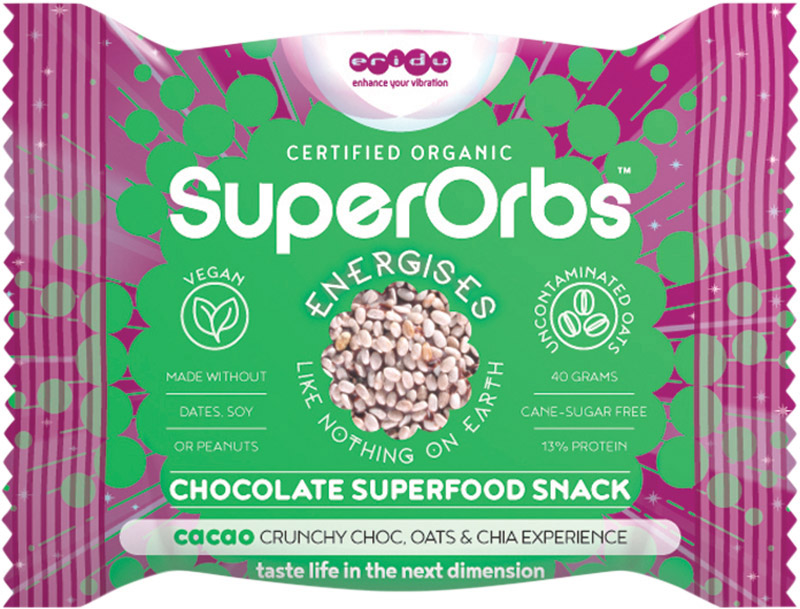 eridu
enhance your vibration
CERTIFIED ORGANIC
SuperOrbs™
ENERGISES
LIKE NOTHING ON EARTH
VEGAN
MADE WITHOUT
DATES, SOY
OR PEANUTS
UNCONTAMINATED OATS
40 GRAMS
CANE-SUGAR FREE
13% PROTEIN
CHOCOLATE SUPERFOOD SNACK
cacao CRUNCHY CHOC, OATS & CHIA EXPERIENCE
taste life in the next dimension